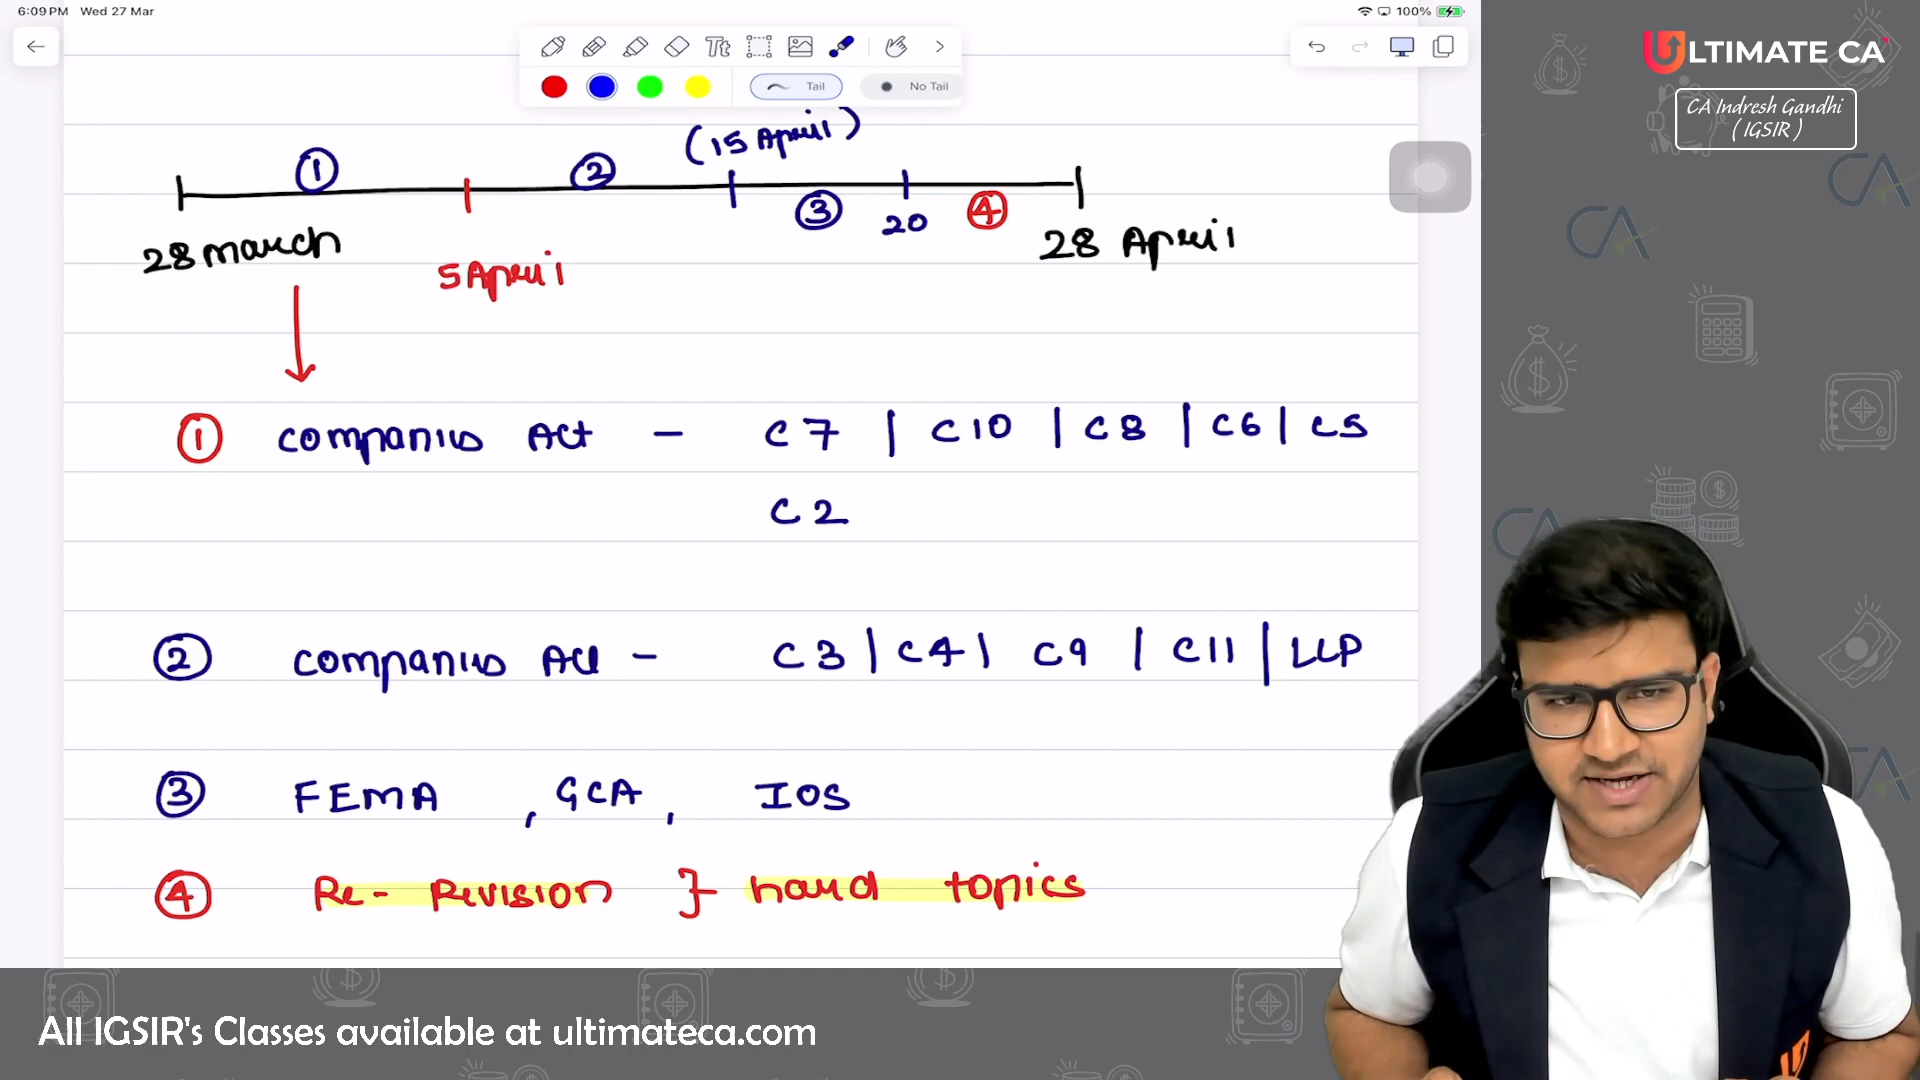 6:09 PM Wed 27 Mar
100%
Tt
Tail
No Tail
ULTIMATE CA
CA Indresh Gandhi
(IGSIR)
(15 April)
① ② ③ 20 ④
28 march 5 April 28 April
① Companies Act - C7 | C10 | C8 | C6 | C5
C2
② Companies Act - C3 | C4 | C9 | C11 | LLP
③ FEMA , GCA , IOS
④ Re-Revision } hard topics
All IGSIR's Classes available at ultimateca.com